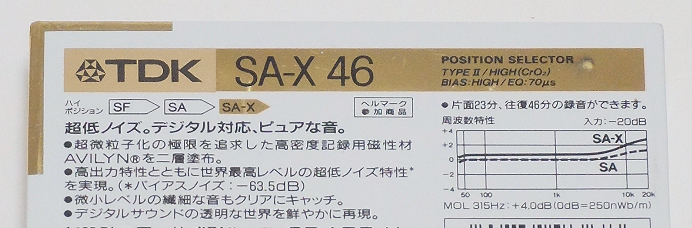 TDK SA-X 46
POSITION SELECTOR
TYPE II/HIGH(CrO₂)
BIAS:HIGH/EQ:70μs
ハイポジション SF SA SA-X
ベルマーク参加商品
超低ノイズ。デジタル対応、ピュアな音。
●超微粒子化の極限を追求した高密度記録用磁性材
AVILYN®を二層塗布。
●高出力特性とともに世界最高レベルの超低ノイズ特性*
を実現。(*バイアスノイズ:−63.5dB)
●微小レベルの繊細な音もクリアにキャッチ。
●デジタルサウンドの透明な世界を鮮やかに再現。
●片面23分、往復46分の録音ができます。
周波数特性 入力:−20dB
+4
+2
0
−2
−4
SA-X
SA
50 100 1k 10k 20k
MOL 315Hz:+4.0dB(0dB=250nWb/m)